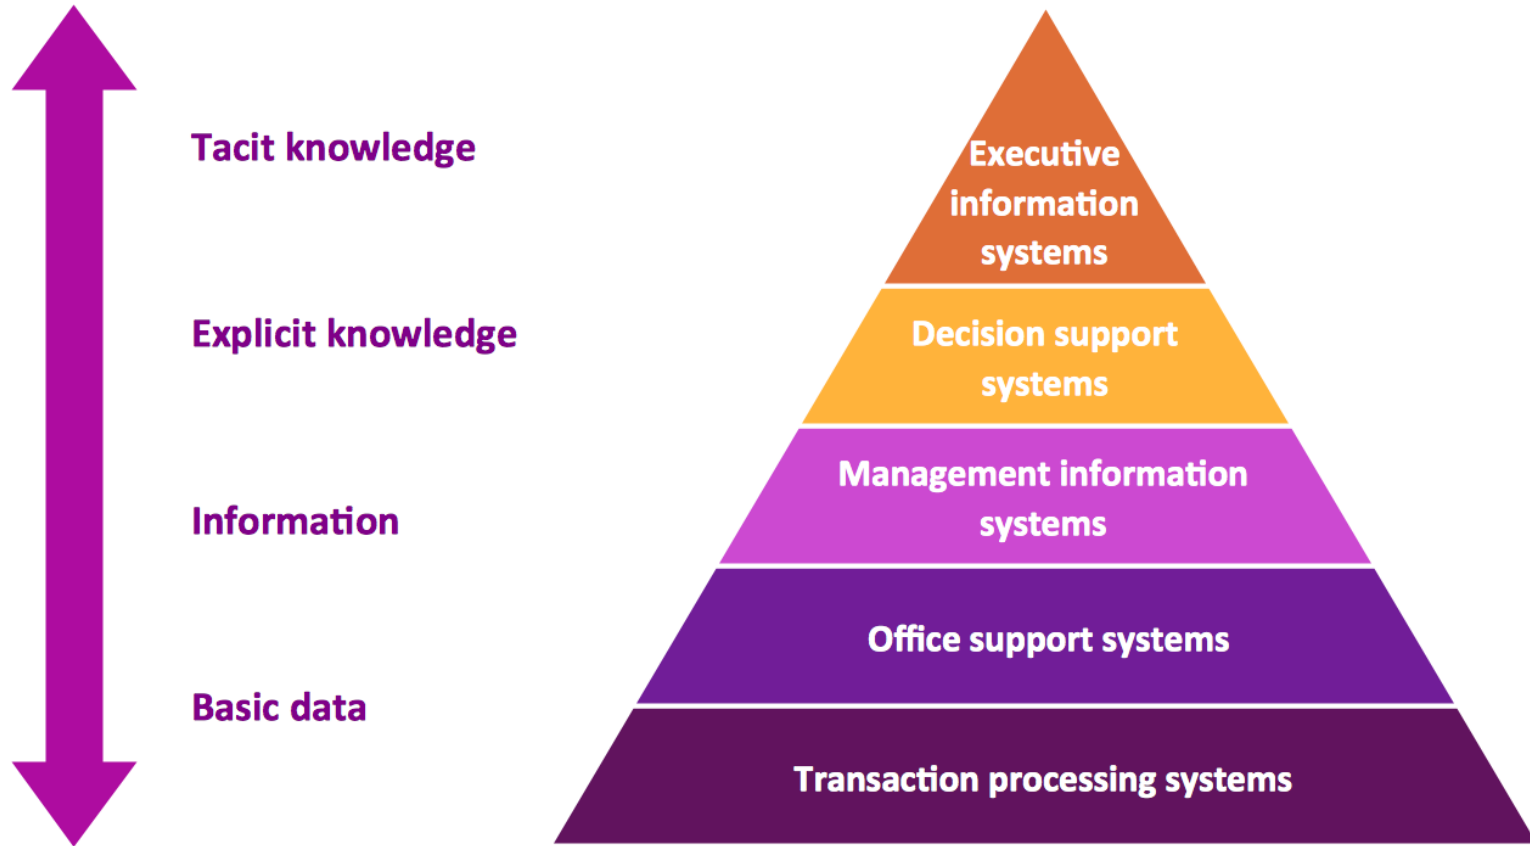 Tacit knowledge
Explicit knowledge
Information
Basic data
Executive
information
systems
Decision support
systems
Management information
systems
Office support systems
Transaction processing systems